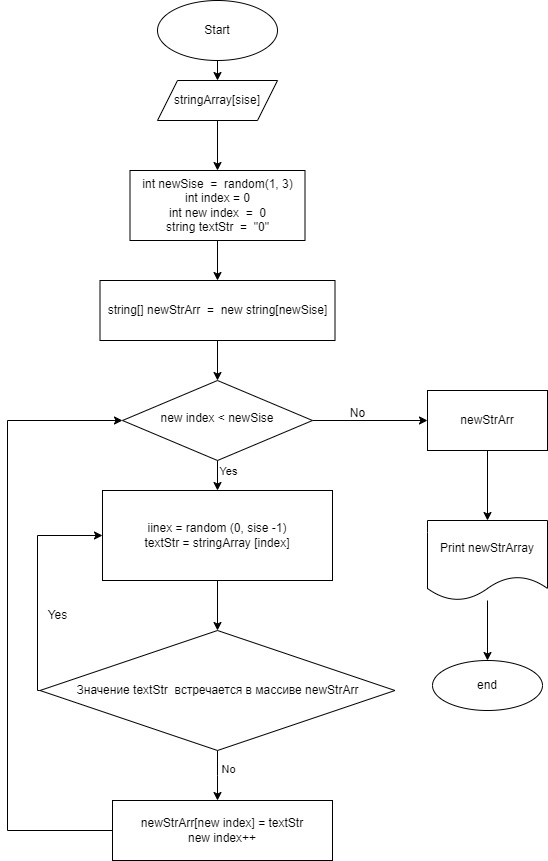 Start
stringArray[sise]
int newSise = random(1, 3)
int index = 0
int new index = 0
string textStr = "0"
string[] newStrArr = new string[newSise]
new index < newSise
No
newStrArr
Yes
iinex = random (0, sise -1)
textStr = stringArray [index]
Print newStrArray
Yes
Значение textStr встречается в массиве newStrArr
end
No
newStrArr[new index] = textStr
new index++